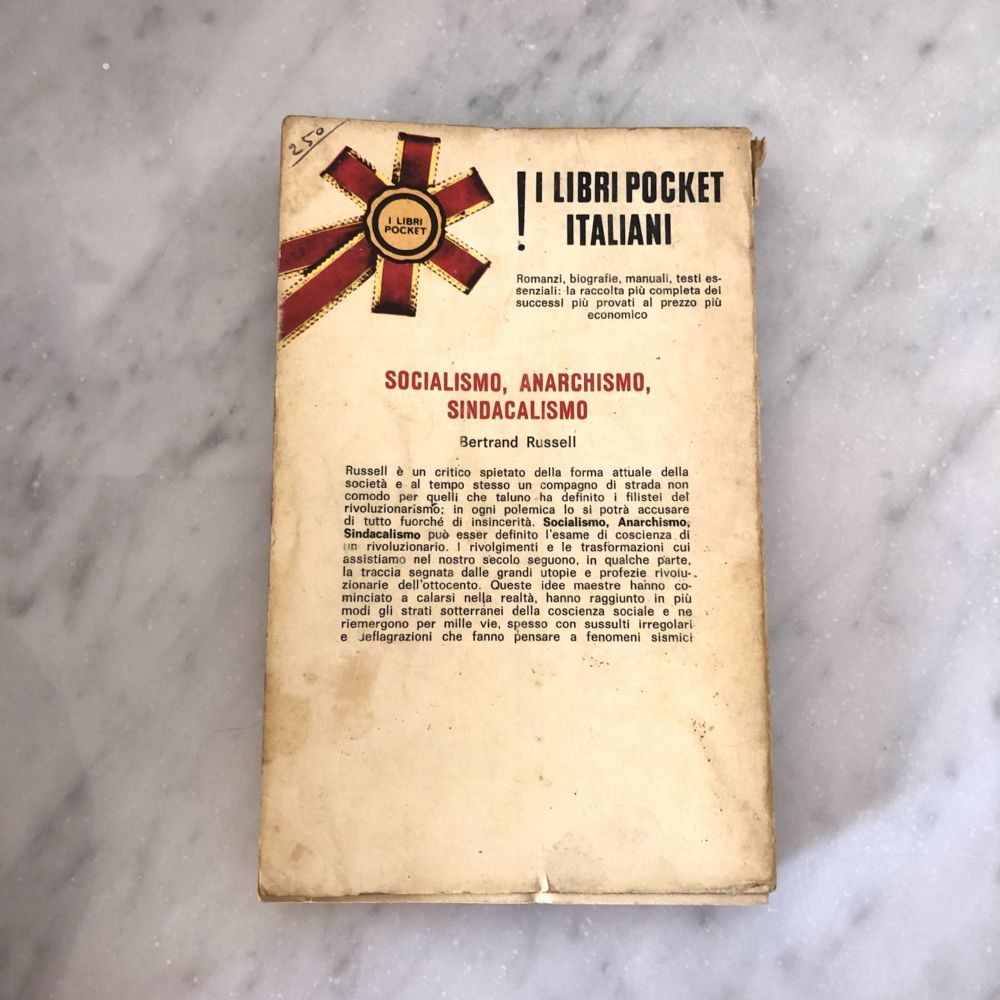 250
I LIBRI
POCKET
! I LIBRI POCKET
ITALIANI
Romanzi, biografie, manuali, testi es-
senziali: la raccolta più completa dei
successi più provati al prezzo più
economico
SOCIALISMO, ANARCHISMO,
SINDACALISMO
Bertrand Russell
Russell è un critico spietato della forma attuale della
società e al tempo stesso un compagno di strada non
comodo per quelli che taluno ha definito i filistei del
rivoluzionarismo; in ogni polemica lo si potrà accusare
di tutto fuorché di insincerità. Socialismo, Anarchismo,
Sindacalismo può esser definito l'esame di coscienza di
un rivoluzionario. I rivolgimenti e le trasformazioni cui
assistiamo nel nostro secolo seguono, in qualche parte,
la traccia segnata dalle grandi utopie e profezie rivolu-
zionarie dell'ottocento. Queste idee maestre hanno co-
minciato a calarsi nella realtà, hanno raggiunto in più
modi gli strati sotterranei della coscienza sociale e ne
riemergono per mille vie, spesso con sussulti irregolari
e deflagrazioni che fanno pensare a fenomeni sismici